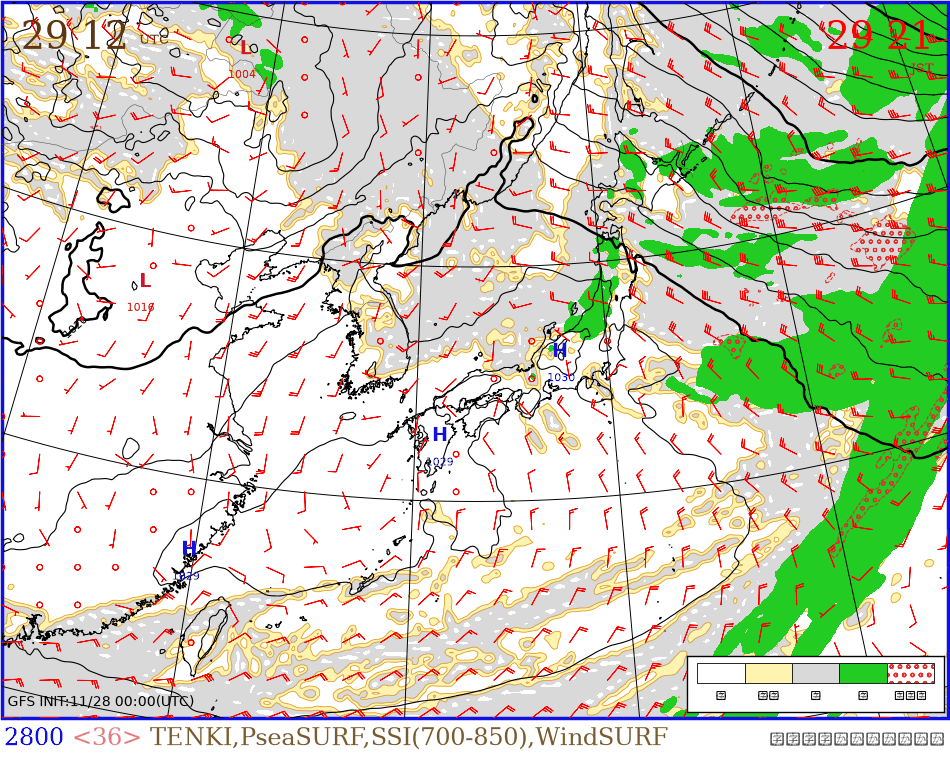 29 12 UTC
29 21
JST
L
1004
L
1016
H
1030
H
1029
H
1029
GFS INIT:11/28 00:00(UTC)
2800 <36> TENKI,PseaSURF,SSI(700-850),WindSURF